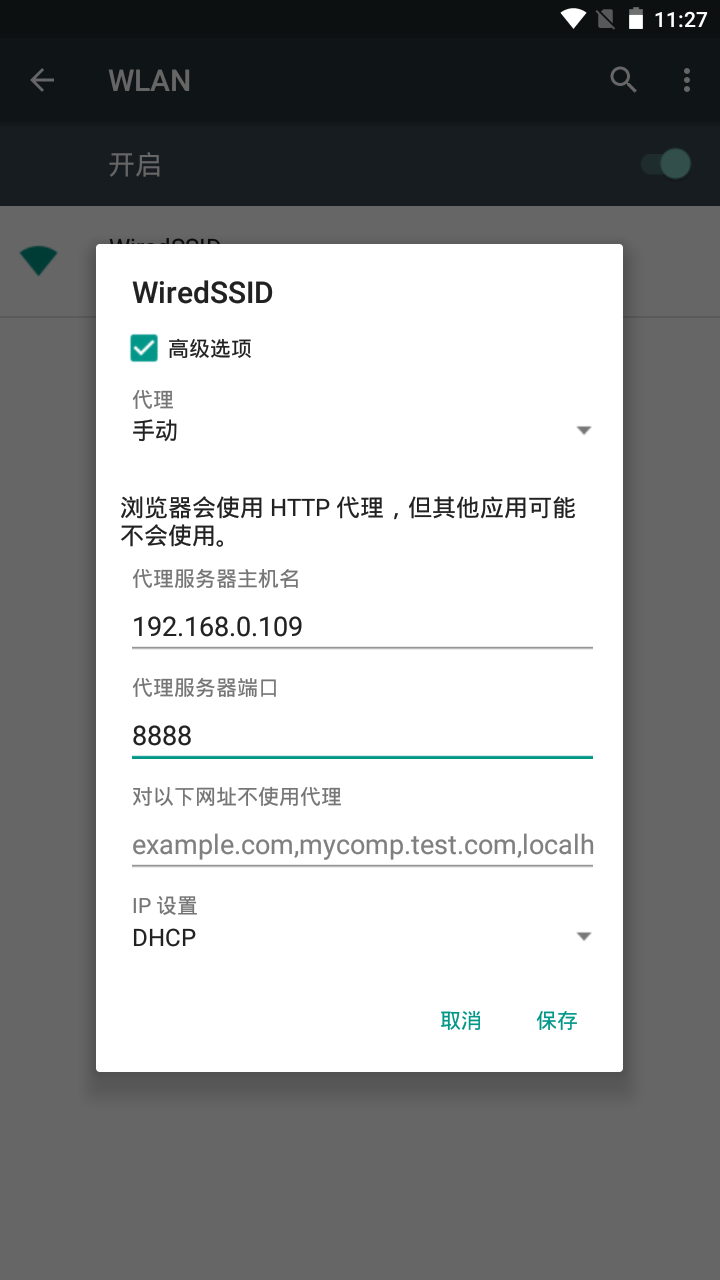 11:27
WLAN
开启
WiredSSID
WiredSSID
高级选项
代理
手动
浏览器会使用 HTTP 代理，但其他应用可能
不会使用。
代理服务器主机名
192.168.0.109
代理服务器端口
8888
对以下网址不使用代理
example.com,mycomp.test.com,localh
IP 设置
DHCP
取消
保存